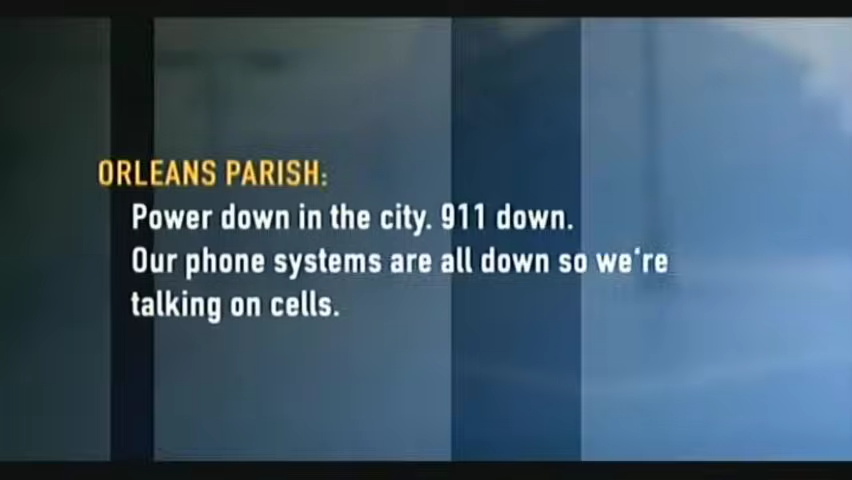 ORLEANS PARISH:
Power down in the city. 911 down.
Our phone systems are all down so we're
talking on cells.